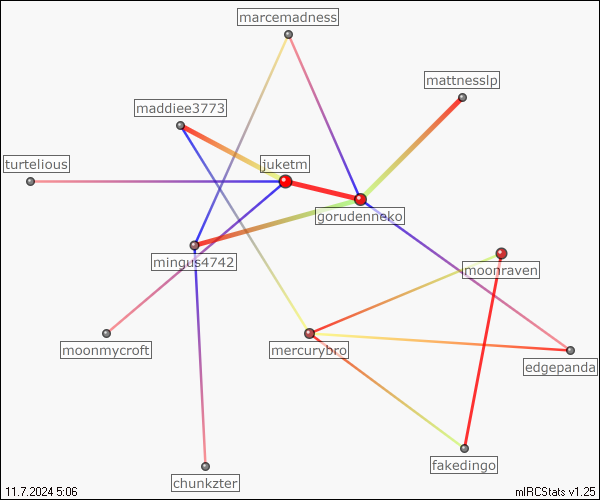 marcemadness
mattnesslp
maddiee3773
turtelious
juketm
gorudenneko
mingus4742
moonraven
moonmycroft
mercurybro
edgepanda
fakedingo
chunkzter
11.7.2024 5:06
mIRCStats v1.25